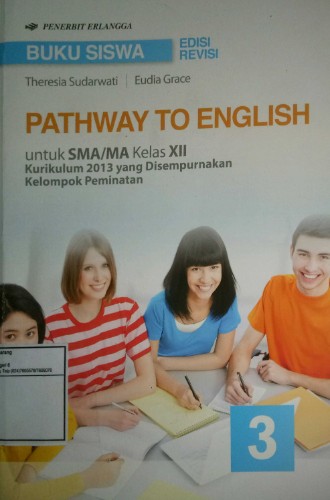 PENERBIT ERLANGGA
BUKU SISWA
EDISI
REVISI
Theresia Sudarwati | Eudia Grace
PATHWAY TO ENGLISH
untuk SMA/MA Kelas XII
Kurikulum 2013 yang Disempurnakan
Kelompok Peminatan
3